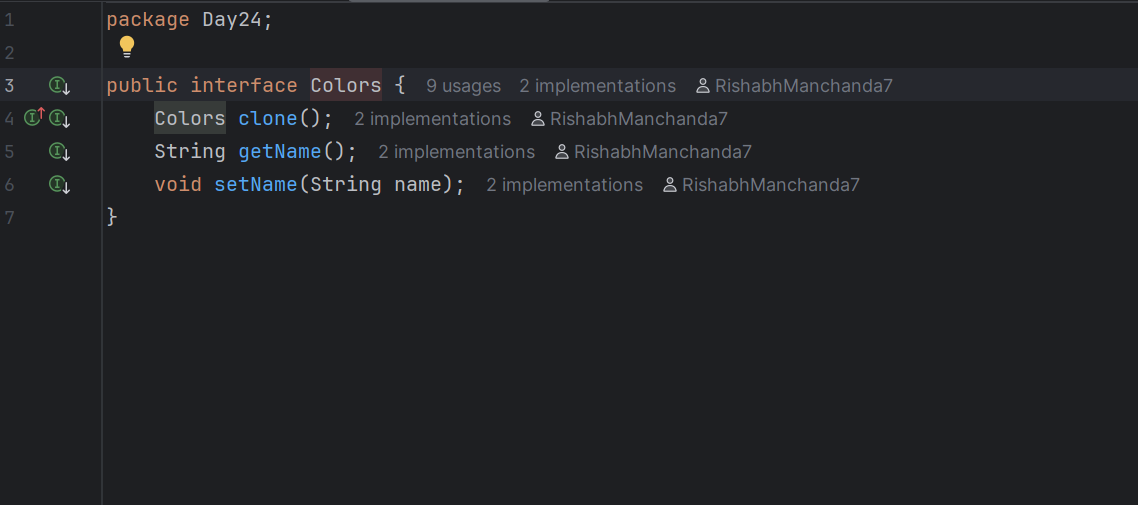 1 package Day24;
2
3 public interface Colors { 9 usages 2 implementations RishabhManchanda7
4 Colors clone(); 2 implementations RishabhManchanda7
5 String getName(); 2 implementations RishabhManchanda7
6 void setName(String name); 2 implementations RishabhManchanda7
7 }